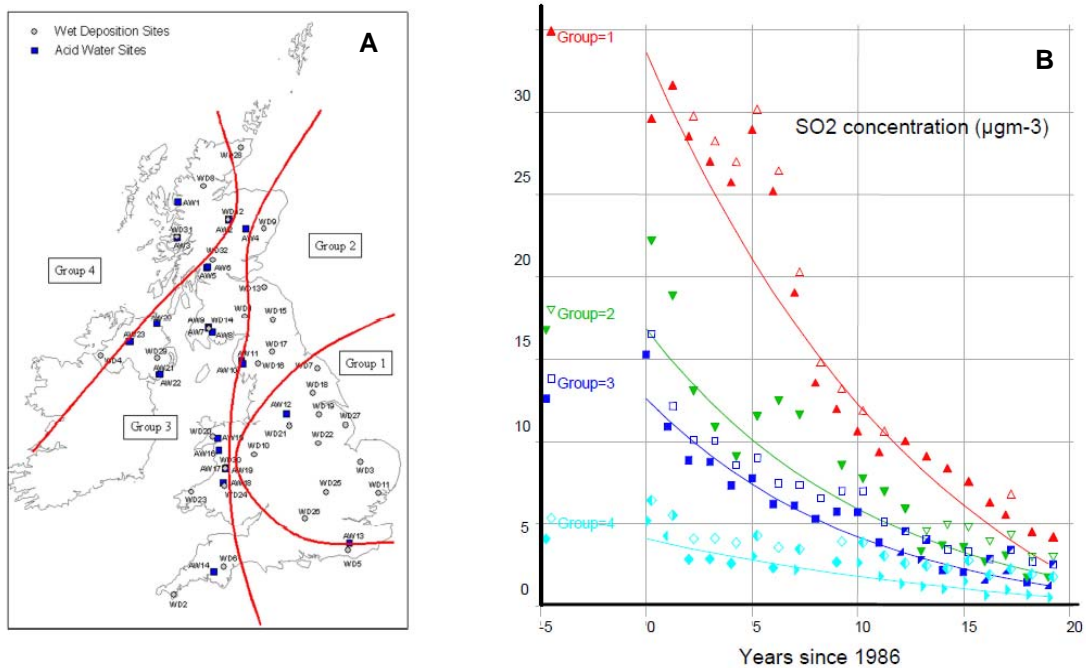 Wet Deposition Sites
Acid Water Sites
A
WD28
WD8
AW1
WD12
AW2
WD9
AW4
WD31
AW3
Group 2
WD32
AW6
AW5
Group 4
WD13
AW20
WD1
WD15
AW9
WD14
AW7
AW8
AW23
WD4
WD29
AW21
AW22
AW11
WD17
AW10
WD16
WD7
Group 1
WD18
Group 3
AW12
WD19
WD27
WD20
AW15
WD21
WD22
AW16
WD10
WD30
AW17
AW19
WD3
AW18
WD24
WD23
WD25
WD11
WD26
AW13
WD5
WD6
AW14
WD2
B
Group=1
SO2 concentration (µgm-3)
Group=2
Group=3
Group=4
30
25
20
15
10
5
0
-5
0
5
10
15
20
Years since 1986